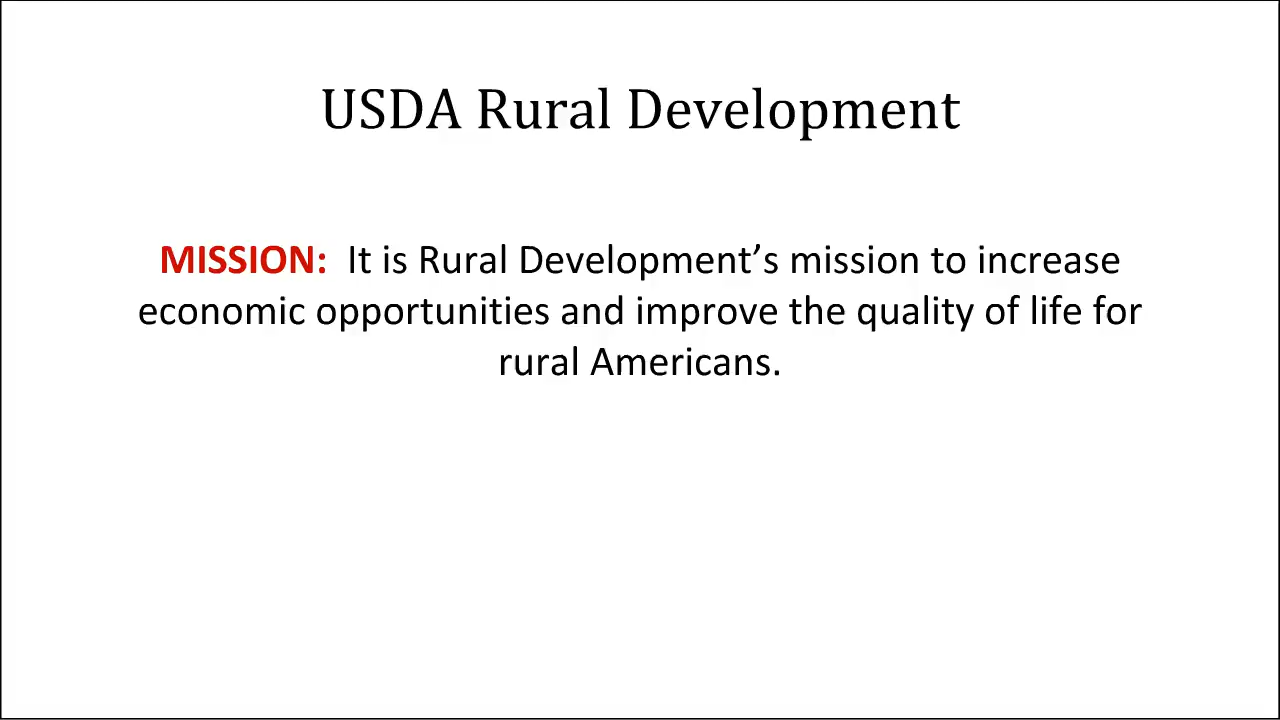 USDA Rural Development
MISSION: It is Rural Development’s mission to increase
economic opportunities and improve the quality of life for
rural Americans.